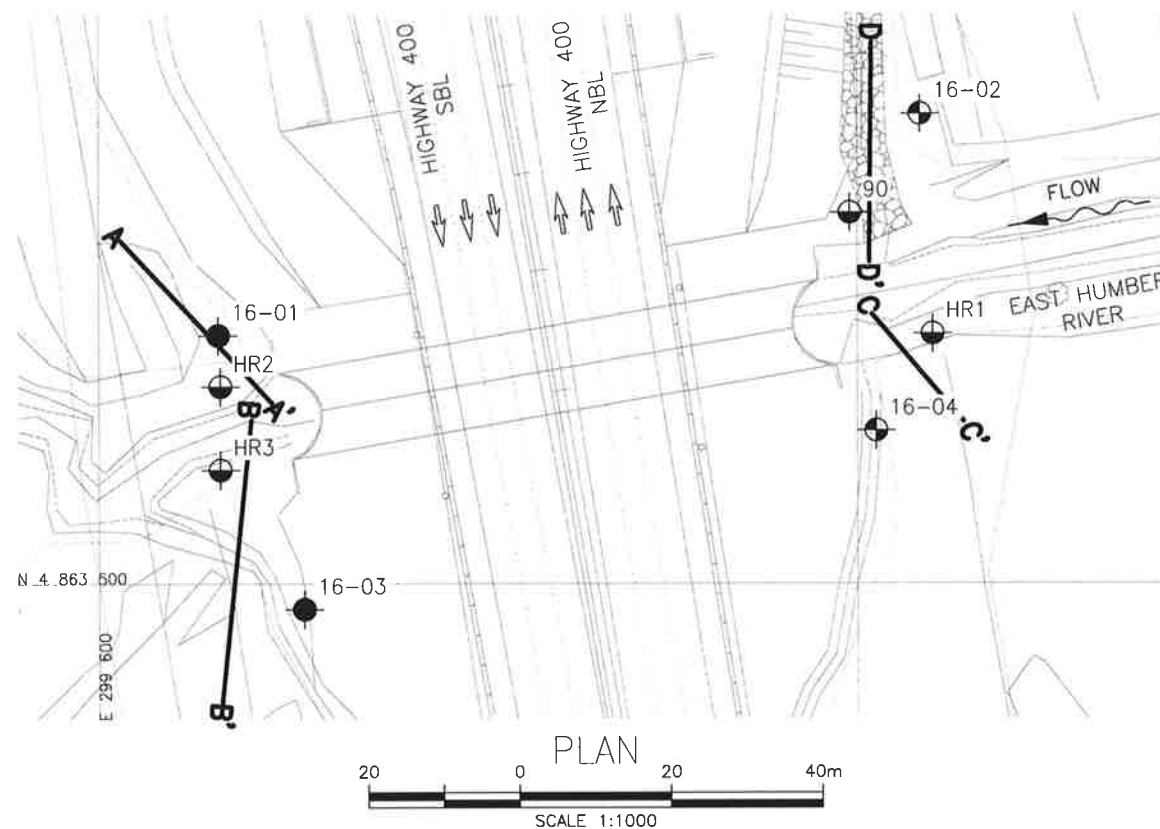 HIGHWAY 400
SBL
HIGHWAY 400
NBL
D
16-02
90
FLOW
A
D'
C
16-01
HR1
EAST HUMBER
RIVER
HR2
A'
B
16-04
C'
HR3
N 4 863 500
16-03
E 299 600
B'
PLAN
20 0 20 40m
SCALE 1:1000